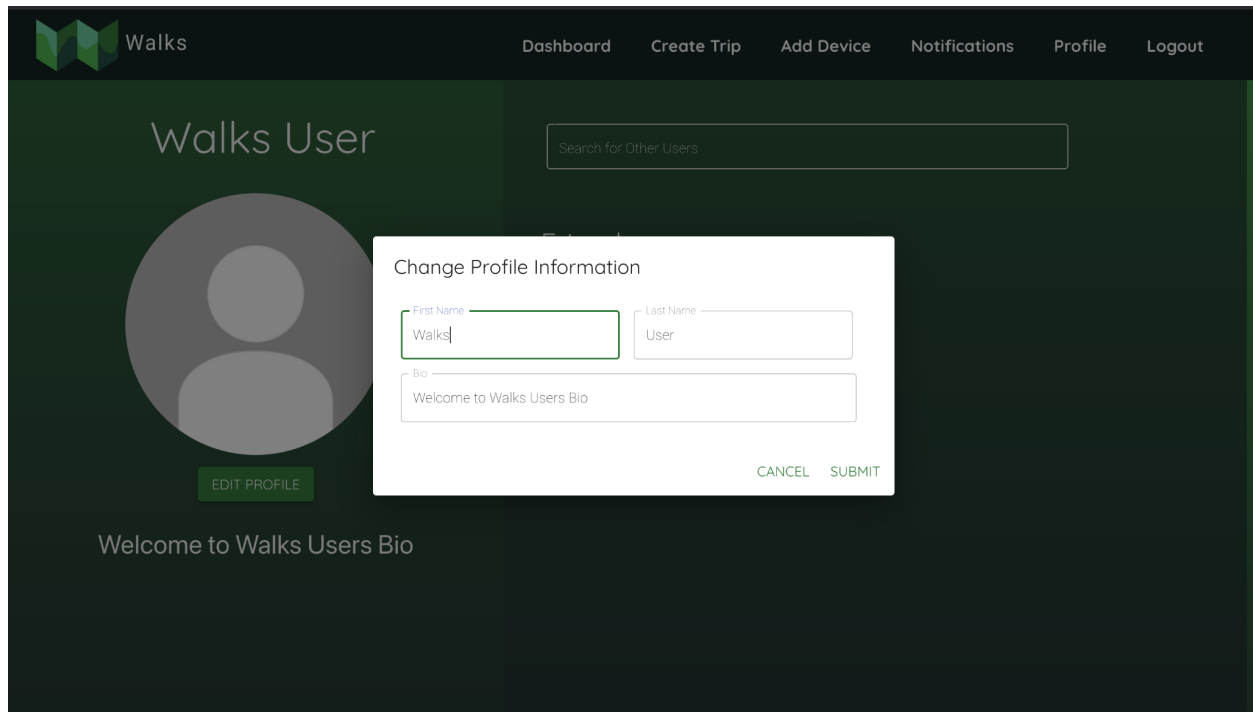 Walks
Dashboard Create Trip Add Device Notifications Profile Logout
Walks User
Search for Other Users
Change Profile Information
First Name
Walks
Last Name
User
Bio
Welcome to Walks Users Bio
CANCEL SUBMIT
EDIT PROFILE
Welcome to Walks Users Bio